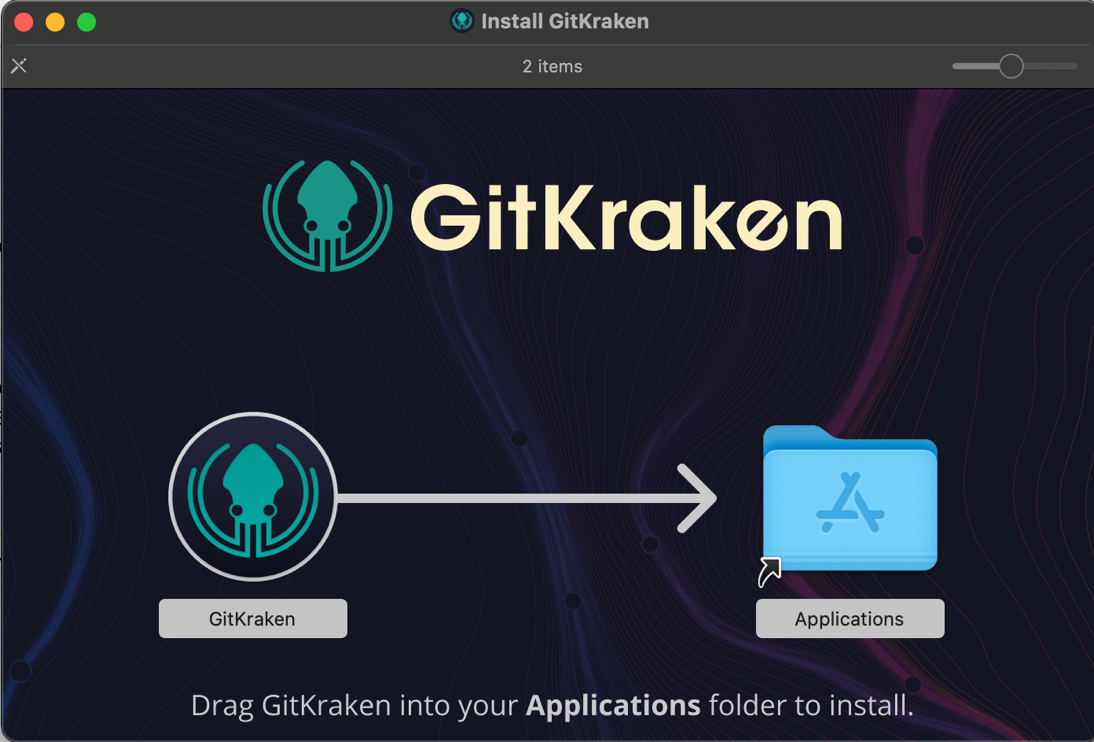 Install GitKraken
2 items
GitKraken
GitKraken
Applications
Drag GitKraken into your Applications folder to install.